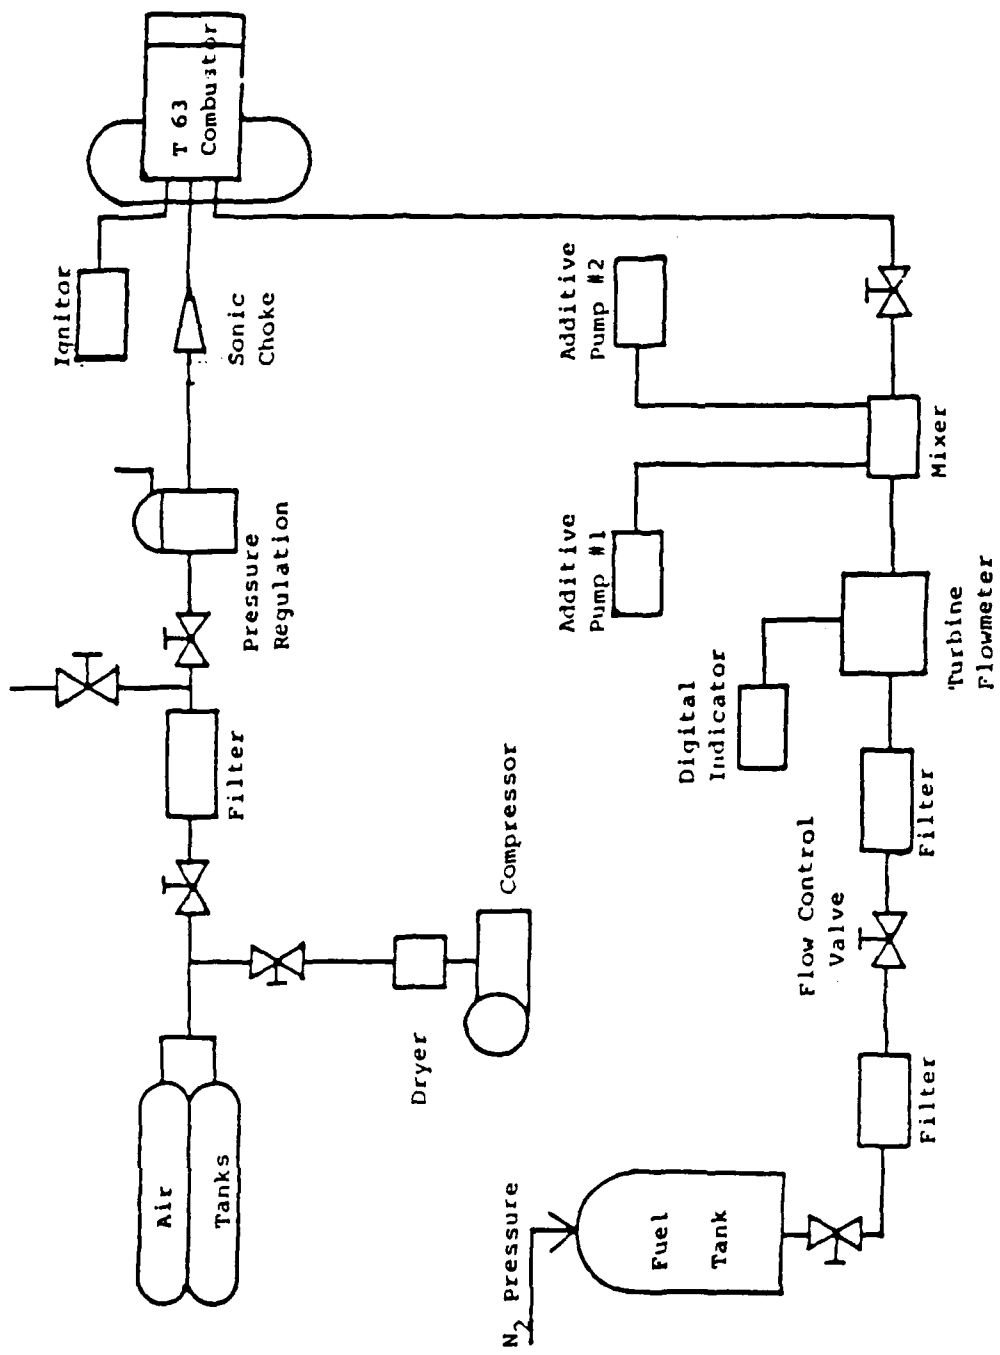 Air
Tanks
Dryer
Compressor
Filter
Pressure
Regulation
Sonic
Choke
Ignitor
T 63
Combustor
N2 Pressure
Fuel
Tank
Filter
Flow Control
Valve
Filter
Digital
Indicator
Turbine
Flowmeter
Additive
Pump #1
Additive
Pump #2
Mixer